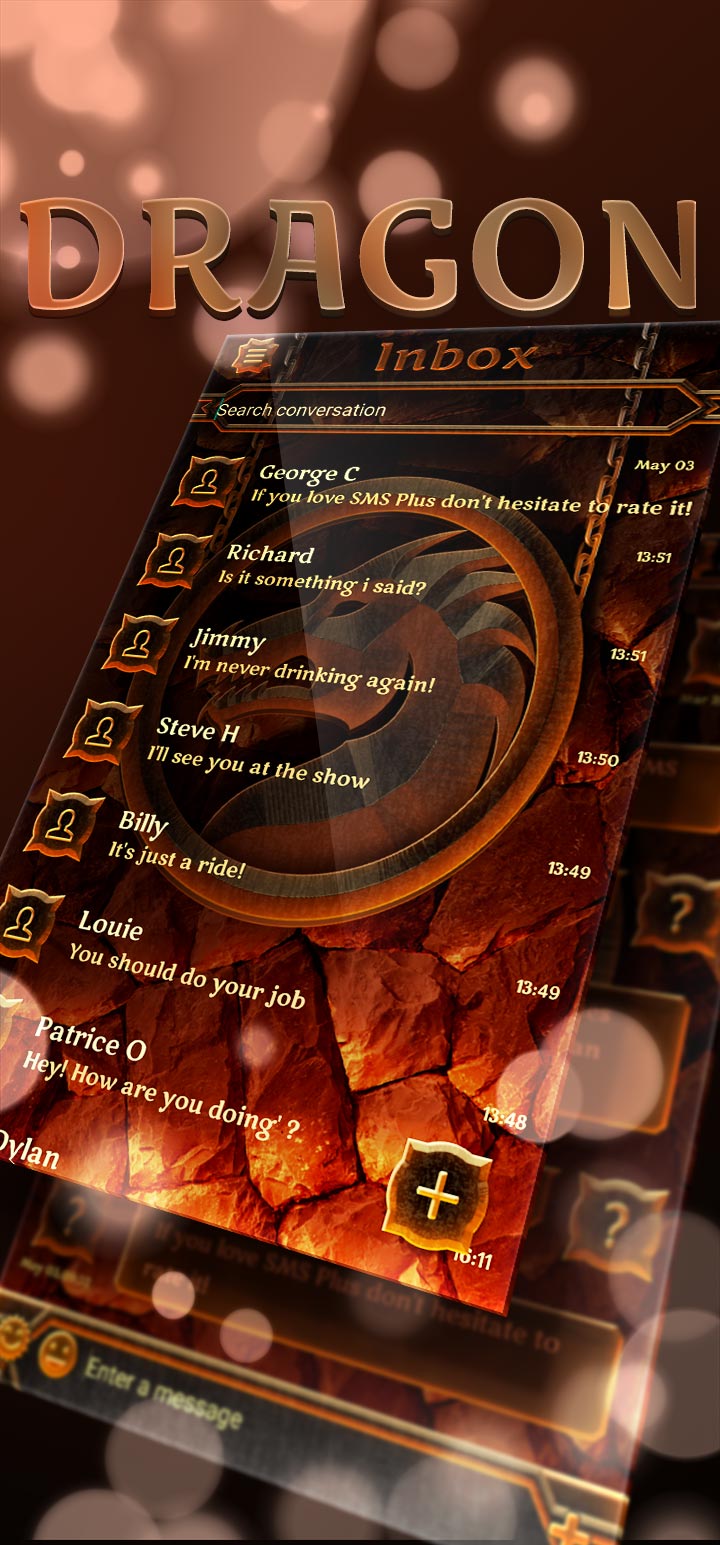 DRAGON
Inbox
Search conversation
George C
May 03
If you love SMS Plus don't hesitate to rate it!
Richard
13:51
Is it something i said?
Jimmy
13:51
I'm never drinking again!
Steve H
13:50
I'll see you at the show
Billy
13:49
It's just a ride!
Louie
13:49
You should do your job
Patrice O
13:48
Hey! How are you doing' ?
Dylan
16:11
?
?
?
If you love SMS Plus don't hesitate to
rate it!
Enter a message